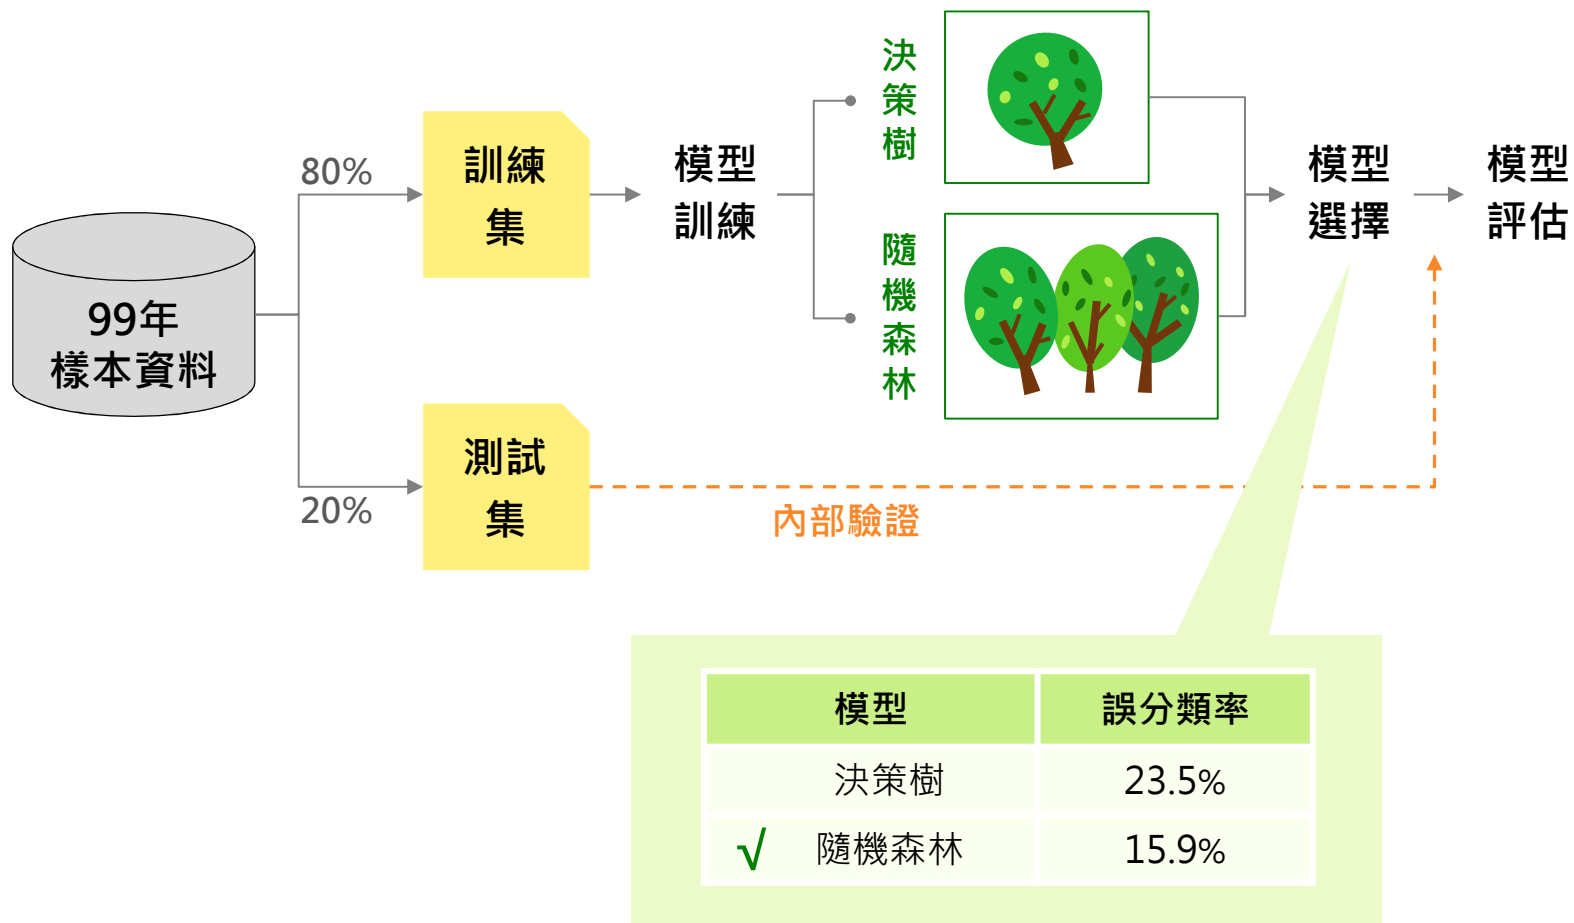 99年
樣本資料
80%
20%
訓練
集
測試
集
模型
訓練
決
策
樹
隨
機
森
林
模型
選擇
模型
評估
內部驗證
模型 誤分類率
決策樹 23.5%
√ 隨機森林 15.9%